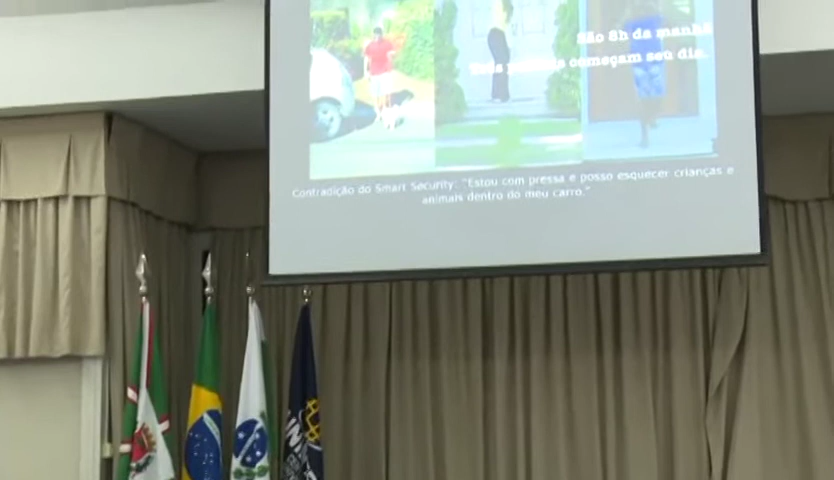 São 8h da manhã
começam seu dia.
Contradição do Smart Security: "Estou com pressa e posso esquecer crianças e
animais dentro do meu carro."